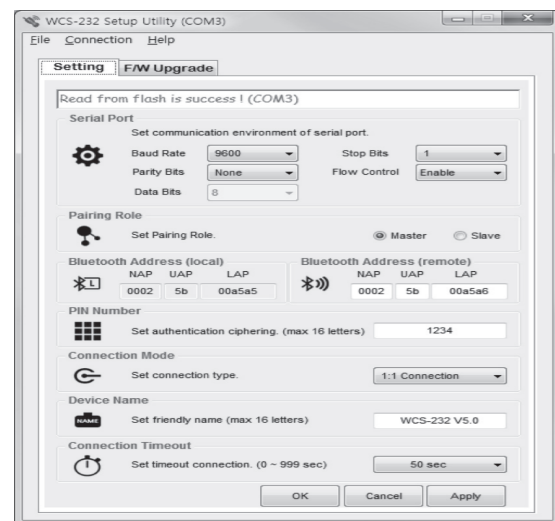 WCS-232 Setup Utility (COM3)
File Connection Help
Setting F/W Upgrade
Read from flash is success ! (COM3)
Serial Port
Set communication environment of serial port.
Baud Rate 9600 Stop Bits 1
Parity Bits None Flow Control Enable
Data Bits 8
Pairing Role
Set Pairing Role. Master Slave
Bluetooth Address (local) Bluetooth Address (remote)
NAP UAP LAP NAP UAP LAP
L 0002 5b 00a5a5 0002 5b 00a5a6
PIN Number
Set authentication ciphering. (max 16 letters) 1234
Connection Mode
Set connection type. 1:1 Connection
Device Name
NAME Set friendly name (max 16 letters) WCS-232 V5.0
Connection Timeout
Set timeout connection. (0 ~ 999 sec) 50 sec
OK Cancel Apply